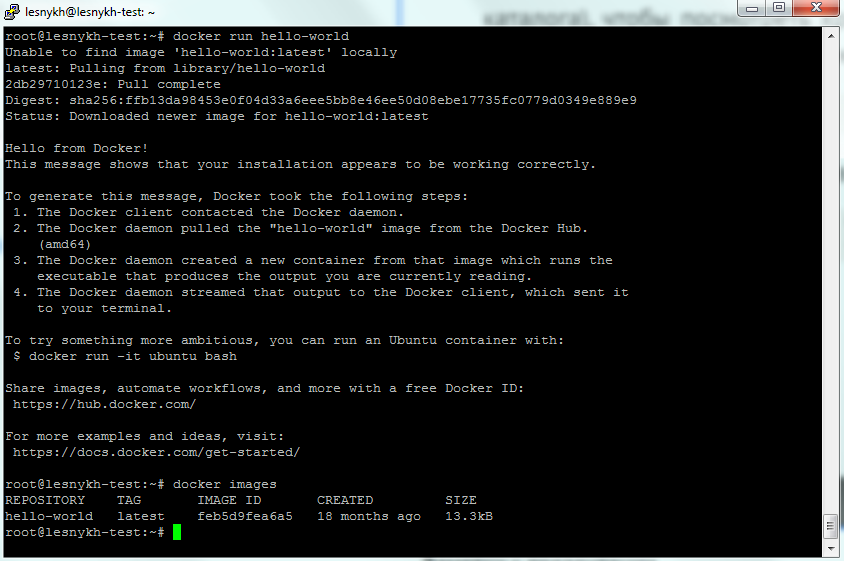 каталога), чтобы
lesnykh@lesnykh-test: ~
root@lesnykh-test:~# docker run hello-world
Unable to find image 'hello-world:latest' locally
latest: Pulling from library/hello-world
2db29710123e: Pull complete
Digest: sha256:ffb13da98453e0f04d33a6eee5bb8e46ee50d08ebe17735fc0779d0349e889e9
Status: Downloaded newer image for hello-world:latest
Hello from Docker!
This message shows that your installation appears to be working correctly.
To generate this message, Docker took the following steps:
1. The Docker client contacted the Docker daemon.
2. The Docker daemon pulled the "hello-world" image from the Docker Hub.
(amd64)
3. The Docker daemon created a new container from that image which runs the
executable that produces the output you are currently reading.
4. The Docker daemon streamed that output to the Docker client, which sent it
to your terminal.
To try something more ambitious, you can run an Ubuntu container with:
$ docker run -it ubuntu bash
Share images, automate workflows, and more with a free Docker ID:
https://hub.docker.com/
For more examples and ideas, visit:
https://docs.docker.com/get-started/
root@lesnykh-test:~# docker images
REPOSITORY TAG IMAGE ID CREATED SIZE
hello-world latest feb5d9fea6a5 18 months ago 13.3kB
root@lesnykh-test:~#